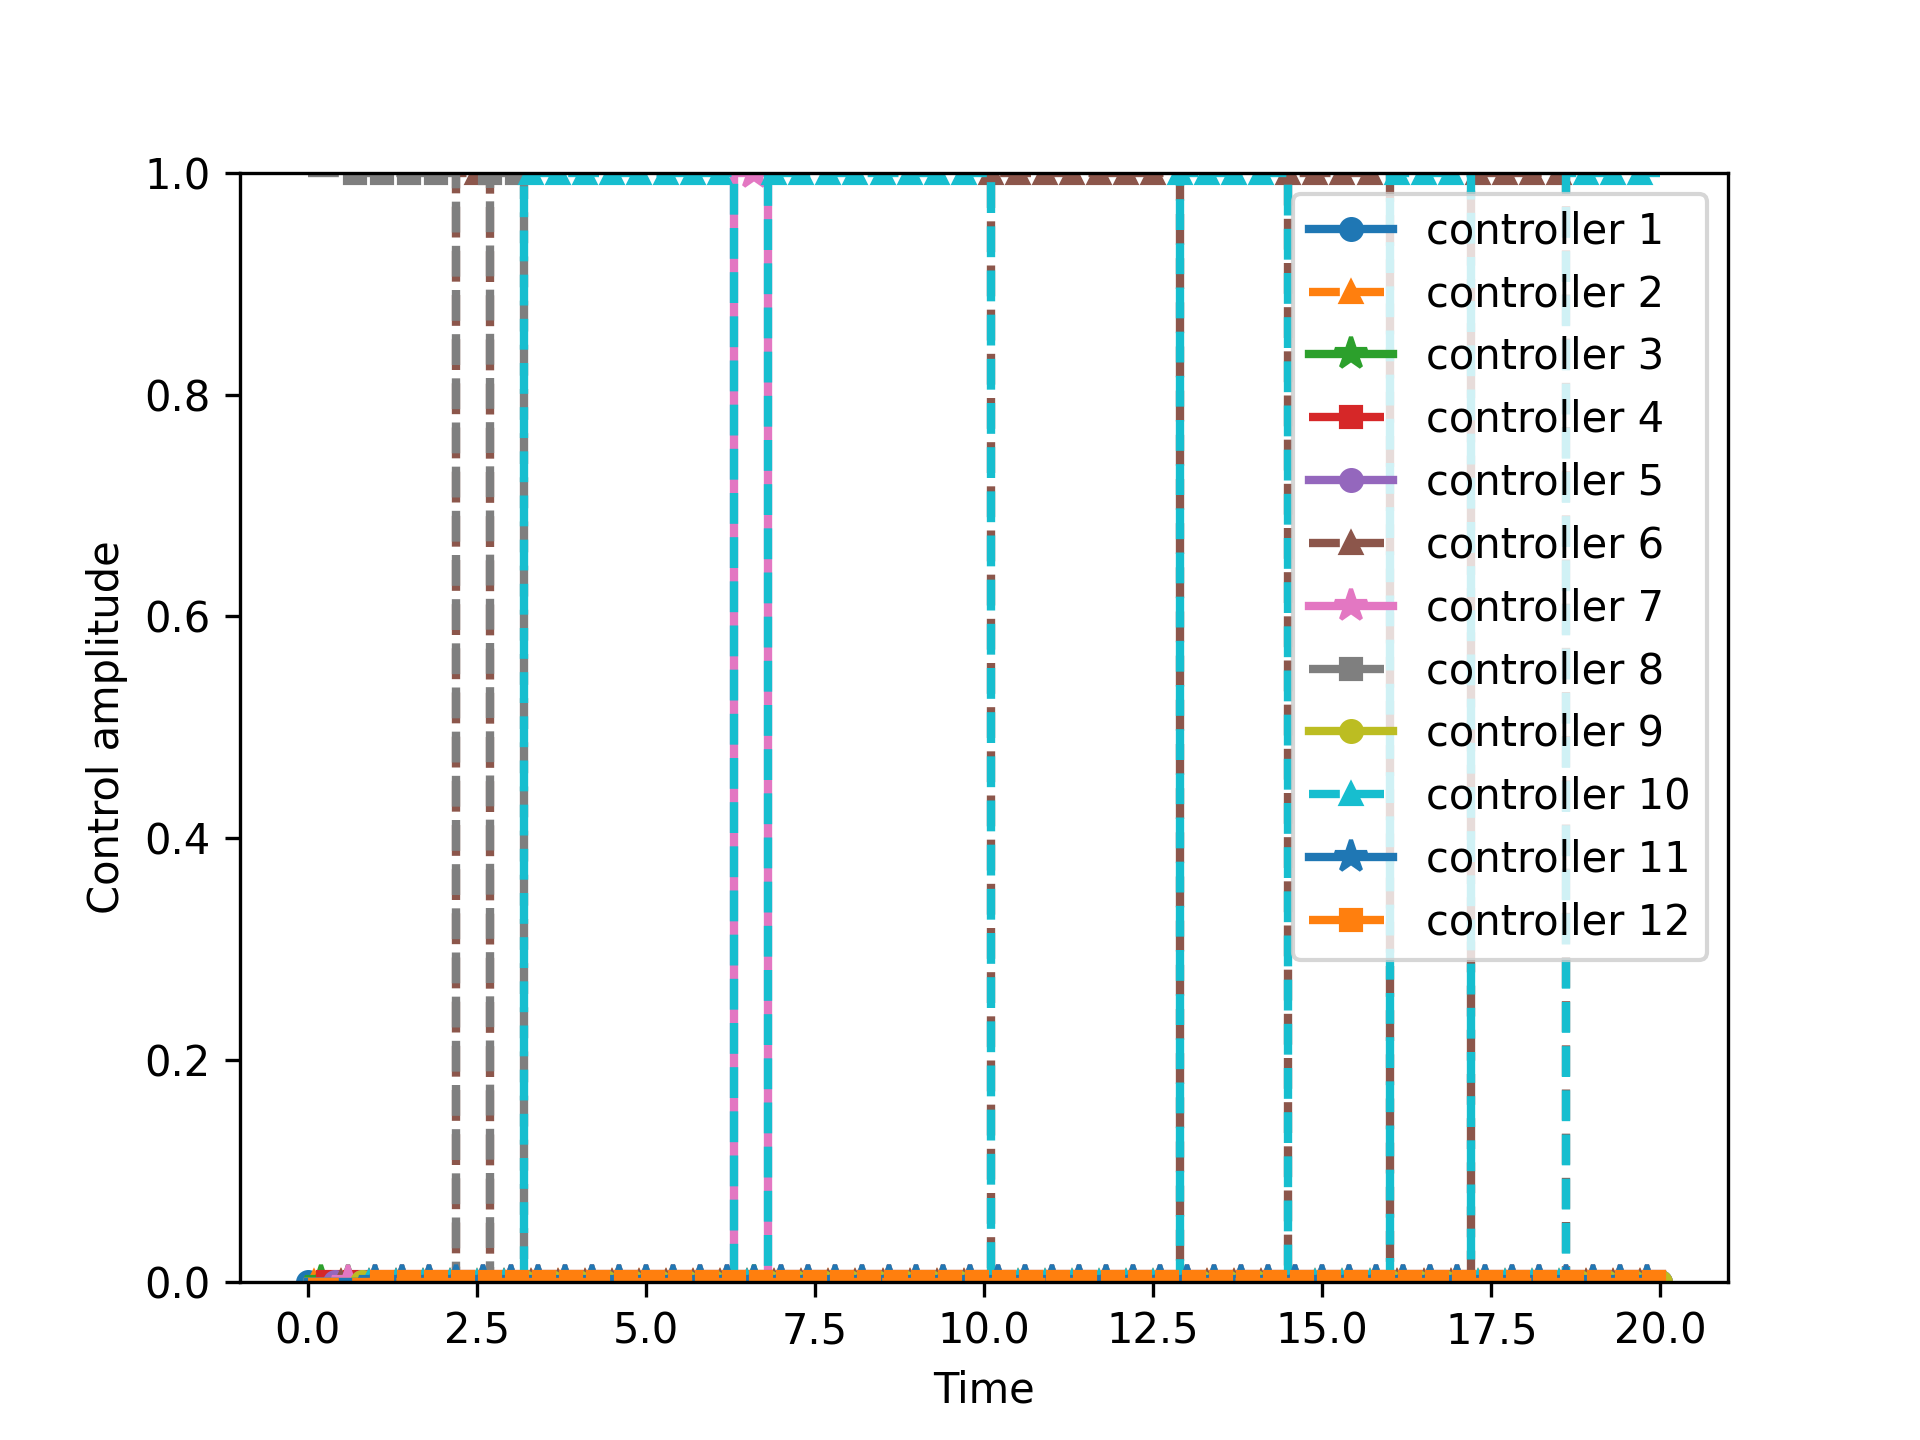 1.0
0.8
0.6
0.4
0.2
0.0
Control amplitude
controller 1
controller 2
controller 3
controller 4
controller 5
controller 6
controller 7
controller 8
controller 9
controller 10
controller 11
controller 12
0.0 2.5 5.0 7.5 10.0 12.5 15.0 17.5 20.0
Time